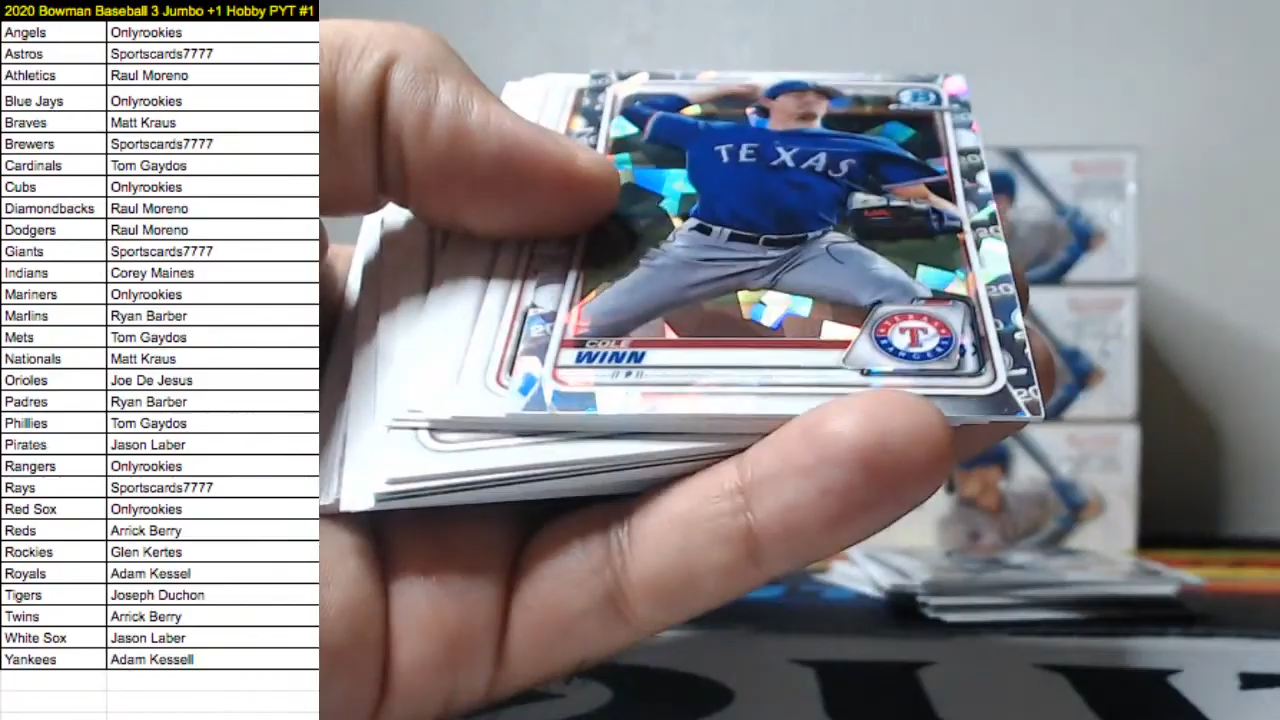 2020 Bowman Baseball 3 Jumbo +1 Hobby PYT #1
Angels Onlyrookies
Astros Sportscards7777
Athletics Raul Moreno
Blue Jays Onlyrookies
Braves Matt Kraus
Brewers Sportscards7777
Cardinals Tom Gaydos
Cubs Onlyrookies
Diamondbacks Raul Moreno
Dodgers Raul Moreno
Giants Sportscards7777
Indians Corey Maines
Mariners Onlyrookies
Marlins Ryan Barber
Mets Tom Gaydos
Nationals Matt Kraus
Orioles Joe De Jesus
Padres Ryan Barber
Phillies Tom Gaydos
Pirates Jason Laber
Rangers Onlyrookies
Rays Sportscards7777
Red Sox Onlyrookies
Reds Arrick Berry
Rockies Glen Kertes
Royals Adam Kessel
Tigers Joseph Duchon
Twins Arrick Berry
White Sox Jason Laber
Yankees Adam Kessell
B
TEXAS
COLE
WINN
P
TEXAS
T
RANGERS